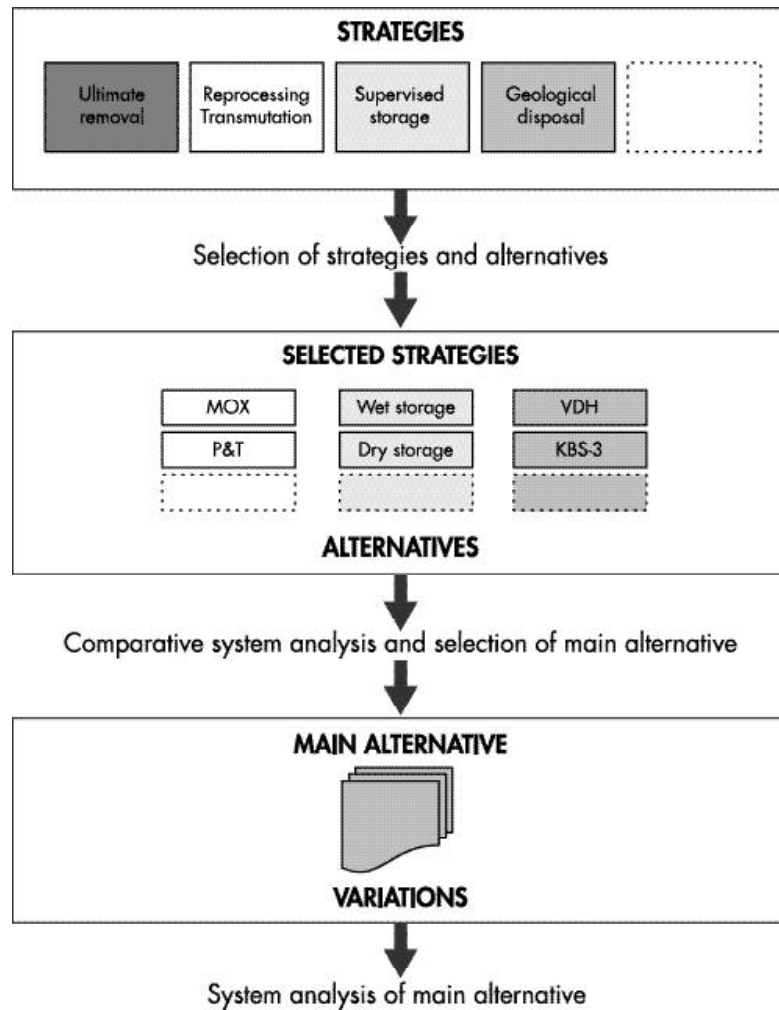 STRATEGIES
Ultimate
removal
Reprocessing
Transmutation
Supervised
storage
Geological
disposal
Selection of strategies and alternatives
SELECTED STRATEGIES
MOX
Wet storage
VDH
P&T
Dry storage
KBS-3
ALTERNATIVES
Comparative system analysis and selection of main alternative
MAIN ALTERNATIVE
VARIATIONS
System analysis of main alternative